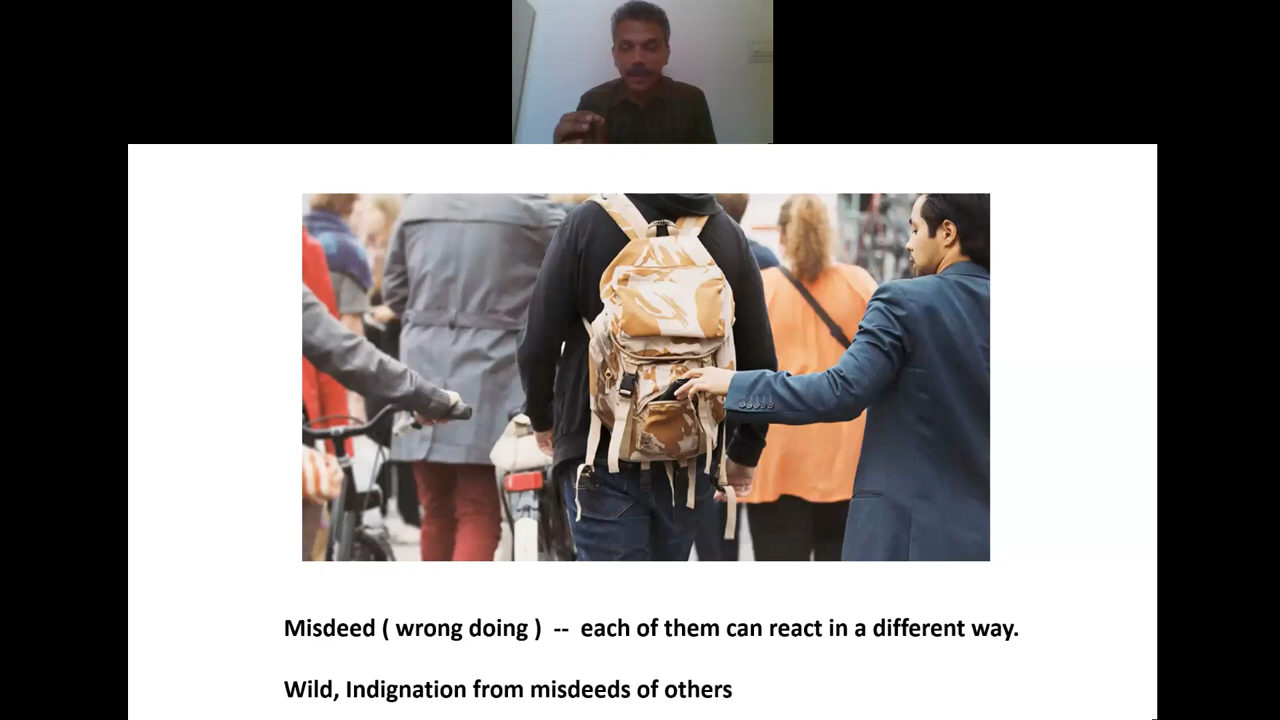 Misdeed ( wrong doing )  --  each of them can react in a different way.
Wild, Indignation from misdeeds of others